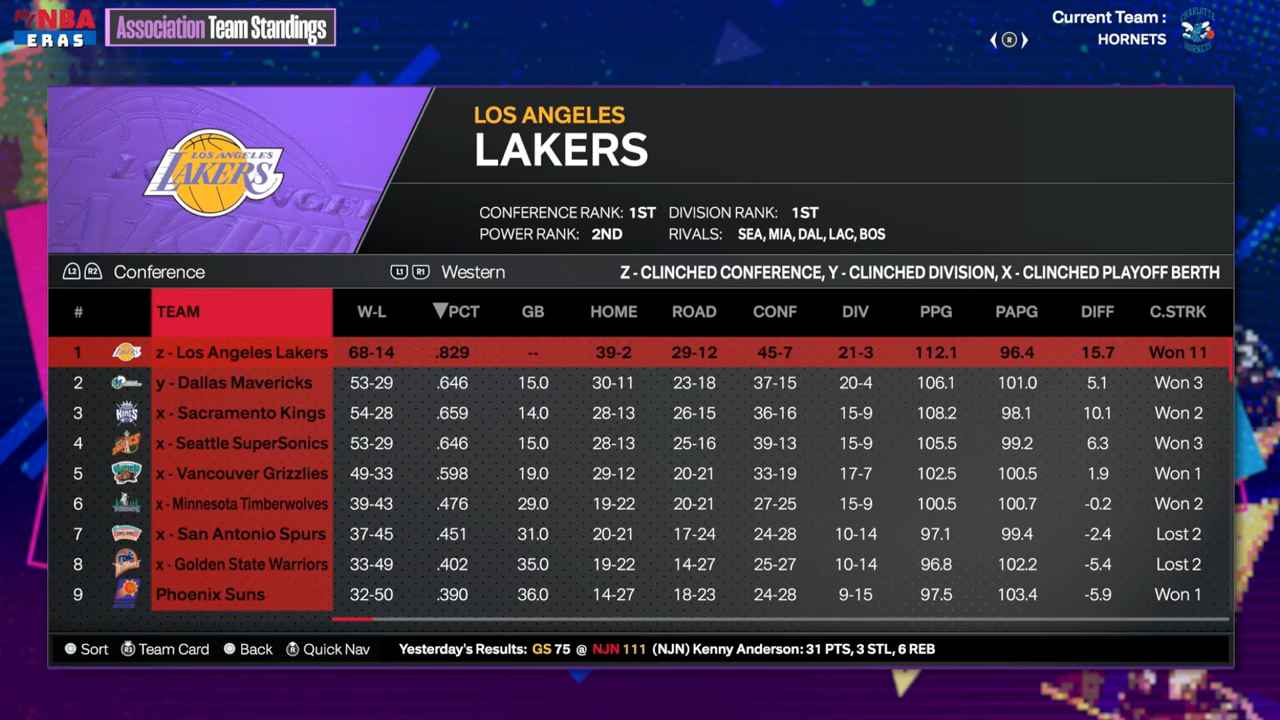 MyNBA
ERAS
Association Team Standings
Current Team :
HORNETS
R
CHARLOTTE
HORNETS
LOS ANGELES
LAKERS
LOS ANGELES
LAKERS
CONFERENCE RANK: 1ST DIVISION RANK: 1ST
POWER RANK: 2ND RIVALS: SEA, MIA, DAL, LAC, BOS
L2 R2 Conference L1 R1 Western Z - CLINCHED CONFERENCE, Y - CLINCHED DIVISION, X - CLINCHED PLAYOFF BERTH
# TEAM W-L ▼PCT GB HOME ROAD CONF DIV PPG PAPG DIFF C.STRK
1 z - Los Angeles Lakers 68-14 .829 -- 39-2 29-12 45-7 21-3 112.1 96.4 15.7 Won 11
2 y - Dallas Mavericks 53-29 .646 15.0 30-11 23-18 37-15 20-4 106.1 101.0 5.1 Won 3
3 x - Sacramento Kings 54-28 .659 14.0 28-13 26-15 36-16 15-9 108.2 98.1 10.1 Won 2
4 x - Seattle SuperSonics 53-29 .646 15.0 28-13 25-16 39-13 15-9 105.5 99.2 6.3 Won 3
5 x - Vancouver Grizzlies 49-33 .598 19.0 29-12 20-21 33-19 17-7 102.5 100.5 1.9 Won 1
6 x - Minnesota Timberwolves 39-43 .476 29.0 19-22 20-21 27-25 15-9 100.5 100.7 -0.2 Won 2
7 x - San Antonio Spurs 37-45 .451 31.0 20-21 17-24 24-28 10-14 97.1 99.4 -2.4 Lost 2
8 x - Golden State Warriors 33-49 .402 35.0 19-22 14-27 25-27 10-14 96.8 102.2 -5.4 Lost 2
9 Phoenix Suns 32-50 .390 36.0 14-27 18-23 24-28 9-15 97.5 103.4 -5.9 Won 1
Sort R3 Team Card Back R Quick Nav Yesterday's Results: GS 75 @ NJN 111 (NJN) Kenny Anderson: 31 PTS, 3 STL, 6 REB